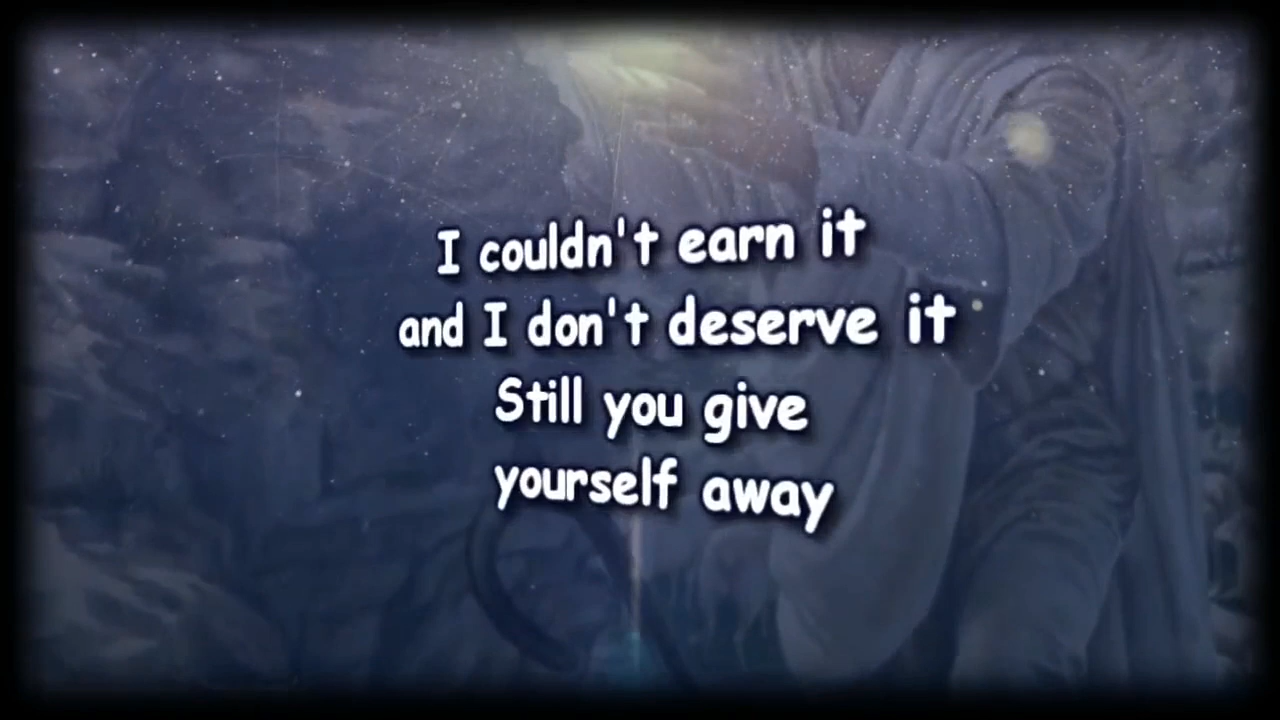 I couldn't earn it
and I don't deserve it
Still you give
yourself away